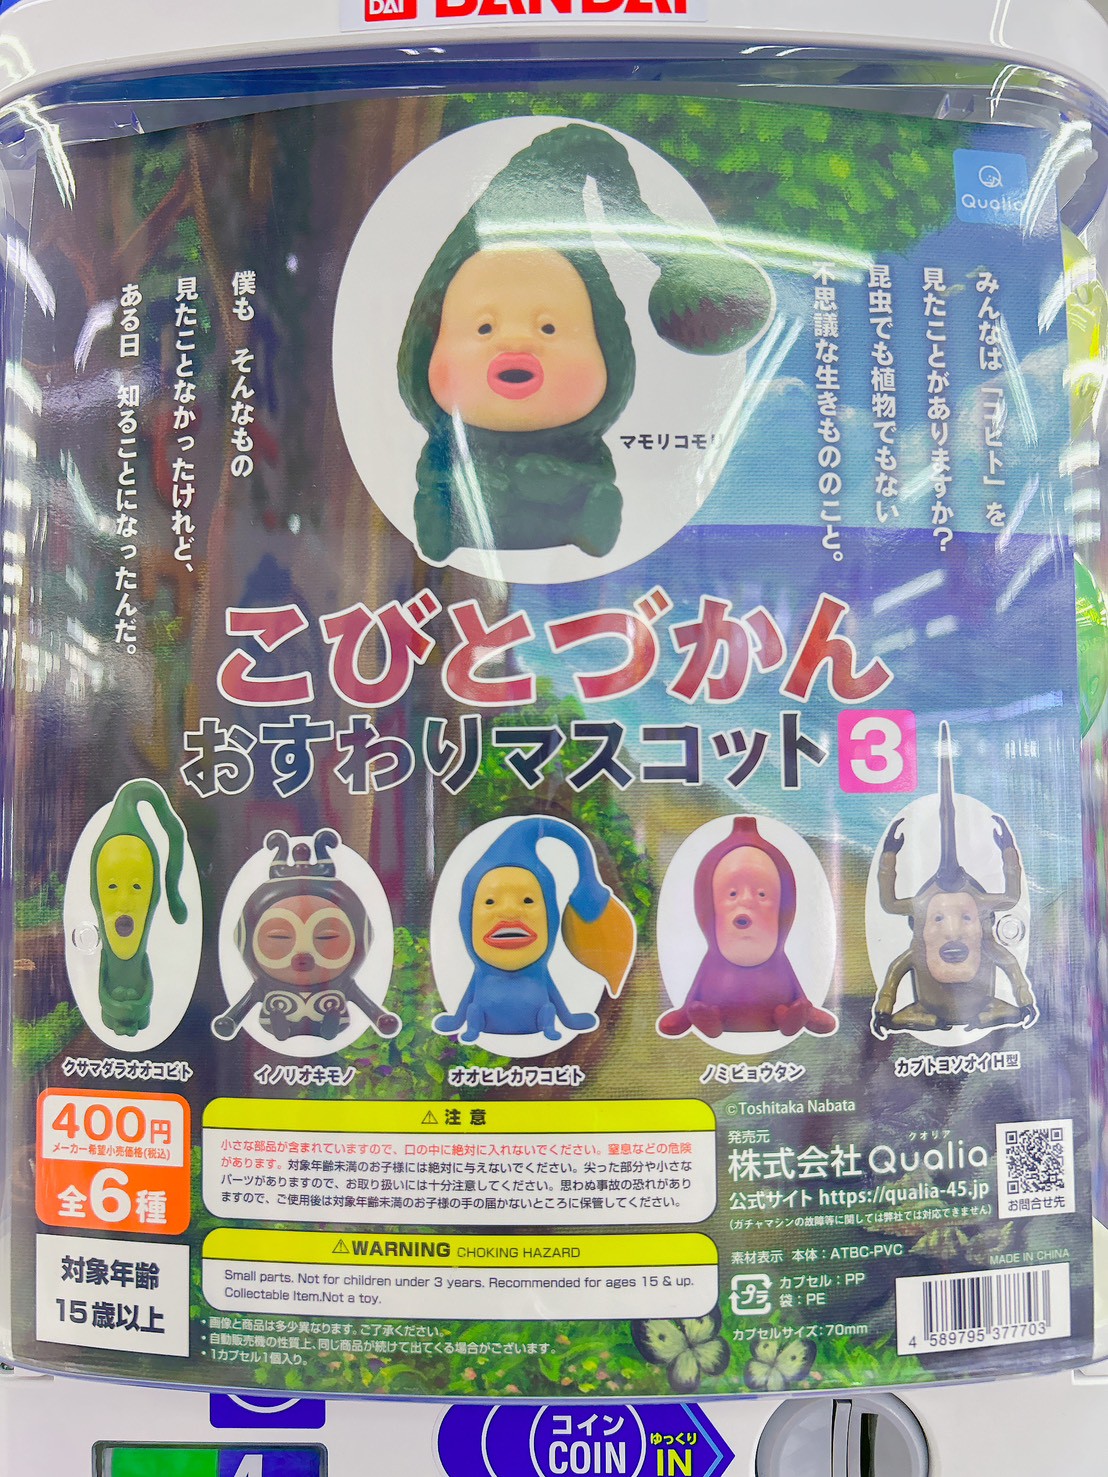 DAI BANDAI
Qualia
みんなは「コビト」を
見たことがありますか?
昆虫でも植物でもない
不思議な生きもののこと。
僕も そんなもの
見たことなかったけれど、
ある日 知ることになったんだ。
マモリコモリ
こびとづかん
おすわりマスコット3
クサマダラオオコビト
イノリオキモノ
オオヒレカワコビト
ノミビョウタン
カブトヨソオイH型
400円
メーカー希望小売価格(税込)
全6種
対象年齢
15歳以上
⚠注意
小さな部品が含まれていますので、口の中に絶対に入れないでください。窒息などの危険
があります。対象年齢未満のお子様には絶対に与えないでください。尖った部分や小さな
パーツがありますので、お取り扱いには十分注意してください。思わぬ事故の恐れがあり
ますので、ご使用後は対象年齢未満のお子様の手の届かないところに保管してください。
⚠WARNING CHOKING HAZARD
Small parts. Not for children under 3 years. Recommended for ages 15 & up.
Collectable Item.Not a toy.
・画像と商品は多少異なります。ご了承ください。
・自動販売機の性質上、同じ商品が続けて出てくる場合がございます。
・1カプセル1個入り。
©Toshitaka Nabata
発売元
クオリア
株式会社Qualia
公式サイト https://qualia-45.jp
(ガチャマシンの故障等に関しては弊社では対応できません)
お問合せ先
素材表示 本体:ATBC-PVC
MADE IN CHINA
プラ
カプセル:PP
袋:PE
カプセルサイズ:70mm
4 589795 377703
コイン
COIN
ゆっくり
IN